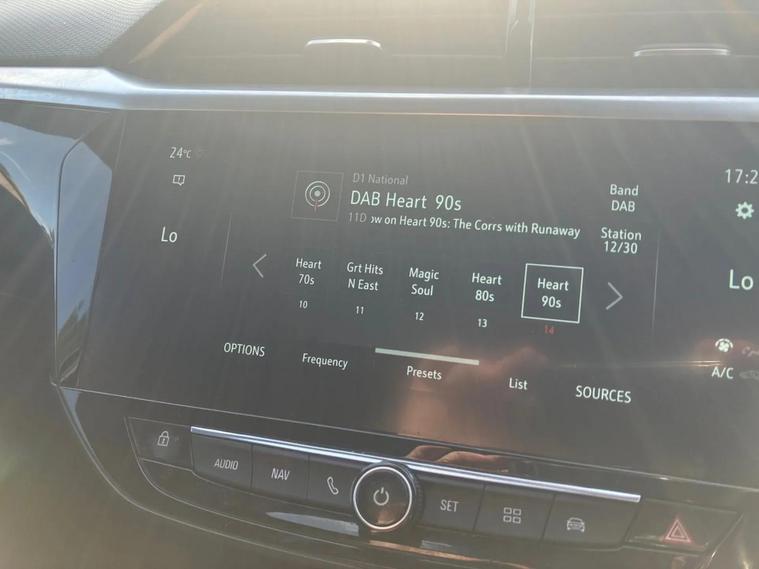 24°C
D1 National
DAB Heart 90s
11D ow on Heart 90s: The Corrs with Runaway
Band
DAB
Station
12/30
17:2
Lo
Lo
Heart
70s
10
Grt Hits
N East
11
Magic
Soul
12
Heart
80s
13
Heart
90s
14
A/C
OPTIONS
Frequency
Presets
List
SOURCES
AUDIO
NAV
SET